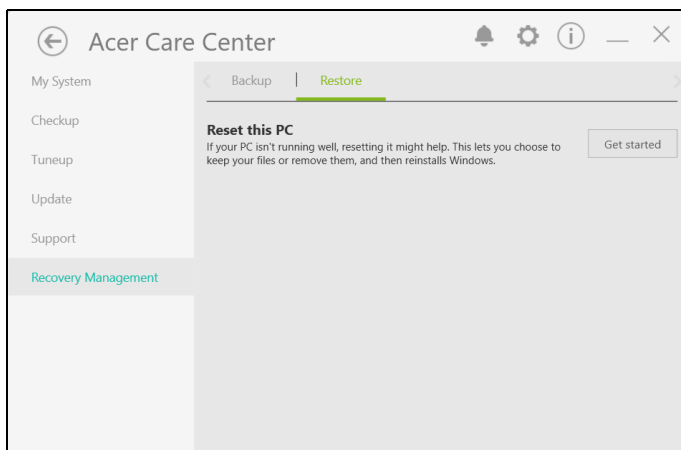 Acer Care Center
My System
Backup | Restore
Checkup
Reset this PC
If your PC isn't running well, resetting it might help. This lets you choose to
keep your files or remove them, and then reinstalls Windows.
Get started
Tuneup
Update
Support
Recovery Management